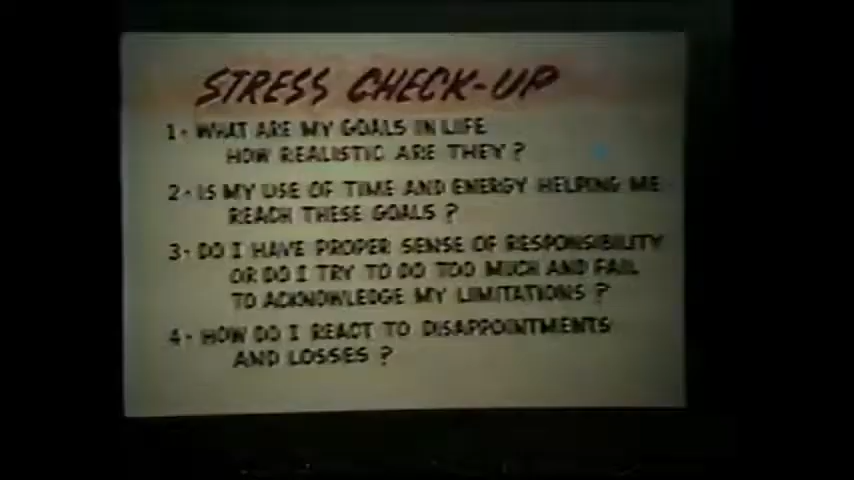 STRESS CHECK-UP
1- WHAT ARE MY GOALS IN LIFE
HOW REALISTIC ARE THEY?
2- IS MY USE OF TIME AND ENERGY HELPING ME
REACH THESE GOALS?
3- DO I HAVE PROPER SENSE OF RESPONSIBILITY
OR DO I TRY TO DO TOO MUCH AND FAIL
TO ACKNOWLEDGE MY LIMITATIONS?
4- HOW DO I REACT TO DISAPPOINTMENTS
AND LOSSES?